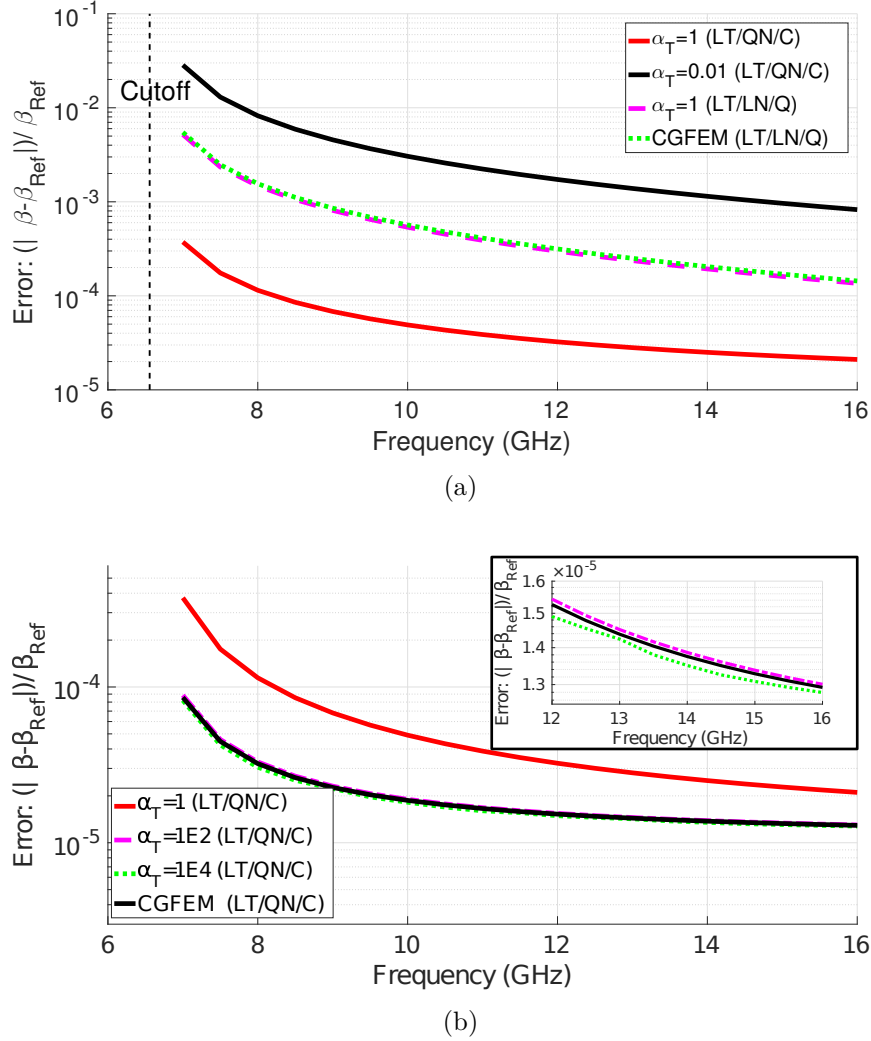 10⁻¹
10⁻²
10⁻³
10⁻⁴
10⁻⁵
Error: (| β-β_Ref|)/ β_Ref
Cutoff
α_T=1 (LT/QN/C)
α_T=0.01 (LT/QN/C)
α_T=1 (LT/LN/Q)
CGFEM (LT/LN/Q)
6 8 10 12 14 16
Frequency (GHz)
(a)
10⁻⁴
10⁻⁵
Error: (| β-β_Ref|)/ β_Ref
×10⁻⁵
1.6
1.5
1.4
1.3
Error: (| β-β_Ref|)/ β_Ref
12 13 14 15 16
Frequency (GHz)
α_T=1 (LT/QN/C)
α_T=1E2 (LT/QN/C)
α_T=1E4 (LT/QN/C)
CGFEM (LT/QN/C)
6 8 10 12 14 16
Frequency (GHz)
(b)